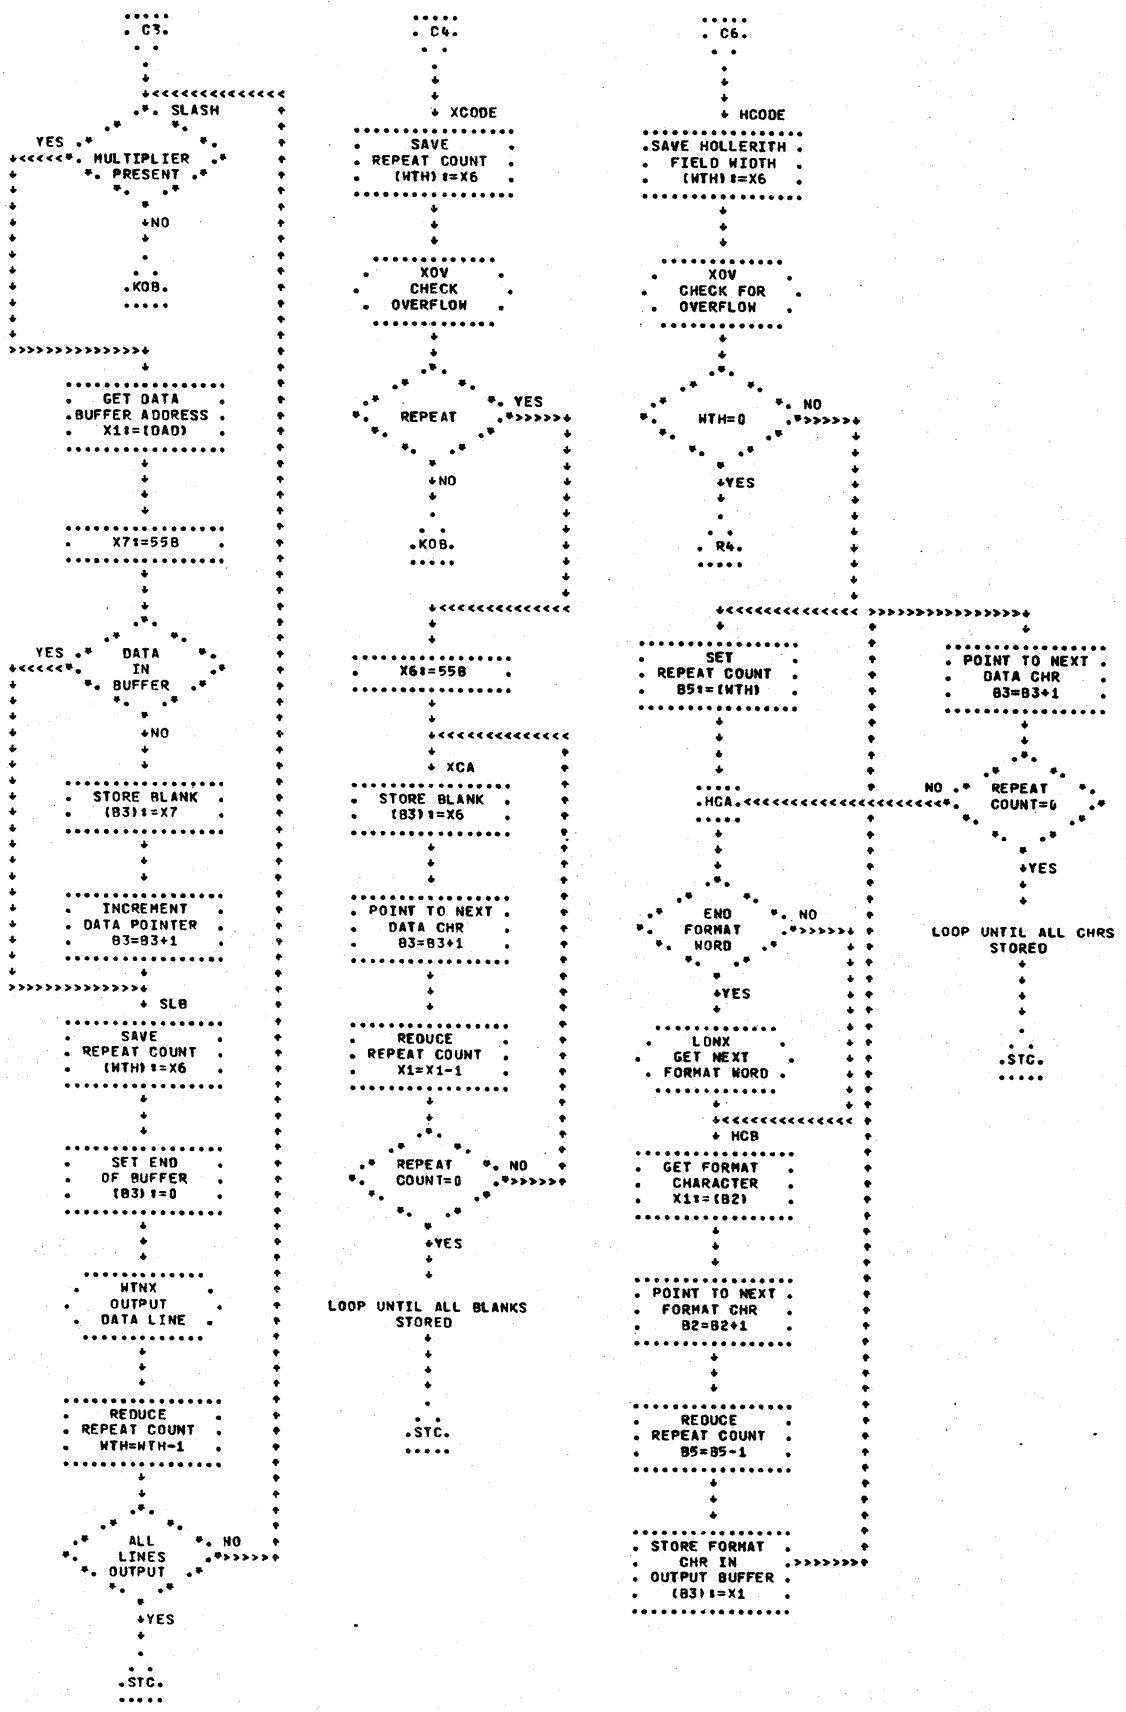 C3.
SLASH
YES
MULTIPLIER
PRESENT
NO
KOB.
GET DATA
BUFFER ADDRESS
X1:=(DAD)
X7:=55B
YES
DATA
IN
BUFFER
NO
STORE BLANK
(B3):=X7
INCREMENT
DATA POINTER
B3=B3+1
SLB
SAVE
REPEAT COUNT
(WTH):=X6
SET END
OF BUFFER
(B3):=0
WTNX
OUTPUT
DATA LINE
REDUCE
REPEAT COUNT
WTH=WTH-1
ALL
LINES
OUTPUT
NO
YES
STC.
C4.
XCODE
SAVE
REPEAT COUNT
(WTH):=X6
XOV
CHECK
OVERFLOW
REPEAT
YES
NO
KOB.
X6:=55B
XCA
STORE BLANK
(B3):=X6
POINT TO NEXT
DATA CHR
B3=B3+1
REDUCE
REPEAT COUNT
X1=X1-1
REPEAT
COUNT=0
NO
YES
LOOP UNTIL ALL BLANKS
STORED
STC.
C6.
HCODE
SAVE HOLLERITH
FIELD WIDTH
(WTH):=X6
XOV
CHECK FOR
OVERFLOW
WTH=0
NO
YES
R4.
SET
REPEAT COUNT
B5:=(WTH)
HCA.
END
FORMAT
WORD
NO
YES
LDNX
GET NEXT
FORMAT WORD
HCB
GET FORMAT
CHARACTER
X1:=(B2)
POINT TO NEXT
FORMAT CHR
B2=B2+1
REDUCE
REPEAT COUNT
B5=B5-1
STORE FORMAT
CHR IN
OUTPUT BUFFER
(B3):=X1
POINT TO NEXT
DATA CHR
B3=B3+1
NO
REPEAT
COUNT=0
YES
LOOP UNTIL ALL CHRS
STORED
STC.